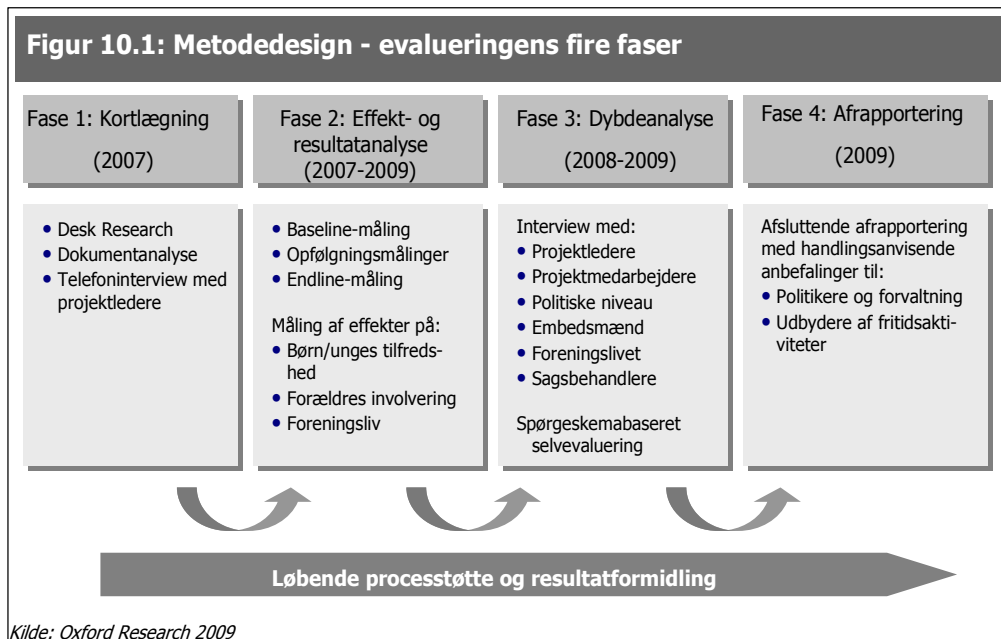 Figur 10.1: Metodedesign - evalueringens fire faser
Fase 1: Kortlægning
(2007)
• Desk Research
• Dokumentanalyse
• Telefoninterview med
projektledere
Fase 2: Effekt- og
resultatanalyse
(2007-2009)
• Baseline-måling
• Opfølgningsmålinger
• Endline-måling
Måling af effekter på:
• Børn/unges tilfreds-
hed
• Forældres involvering
• Foreningsliv
Fase 3: Dybdeanalyse
(2008-2009)
Interview med:
• Projektledere
• Projektmedarbejdere
• Politiske niveau
• Embedsmænd
• Foreningslivet
• Sagsbehandlere
Spørgeskemabaseret
selvevaluering
Fase 4: Afrapportering
(2009)
Afsluttende afrapportering
med handlingsanvisende
anbefalinger til:
• Politikere og forvaltning
• Udbydere af fritidsakti-
viteter
Løbende processtøtte og resultatformidling
Kilde: Oxford Research 2009